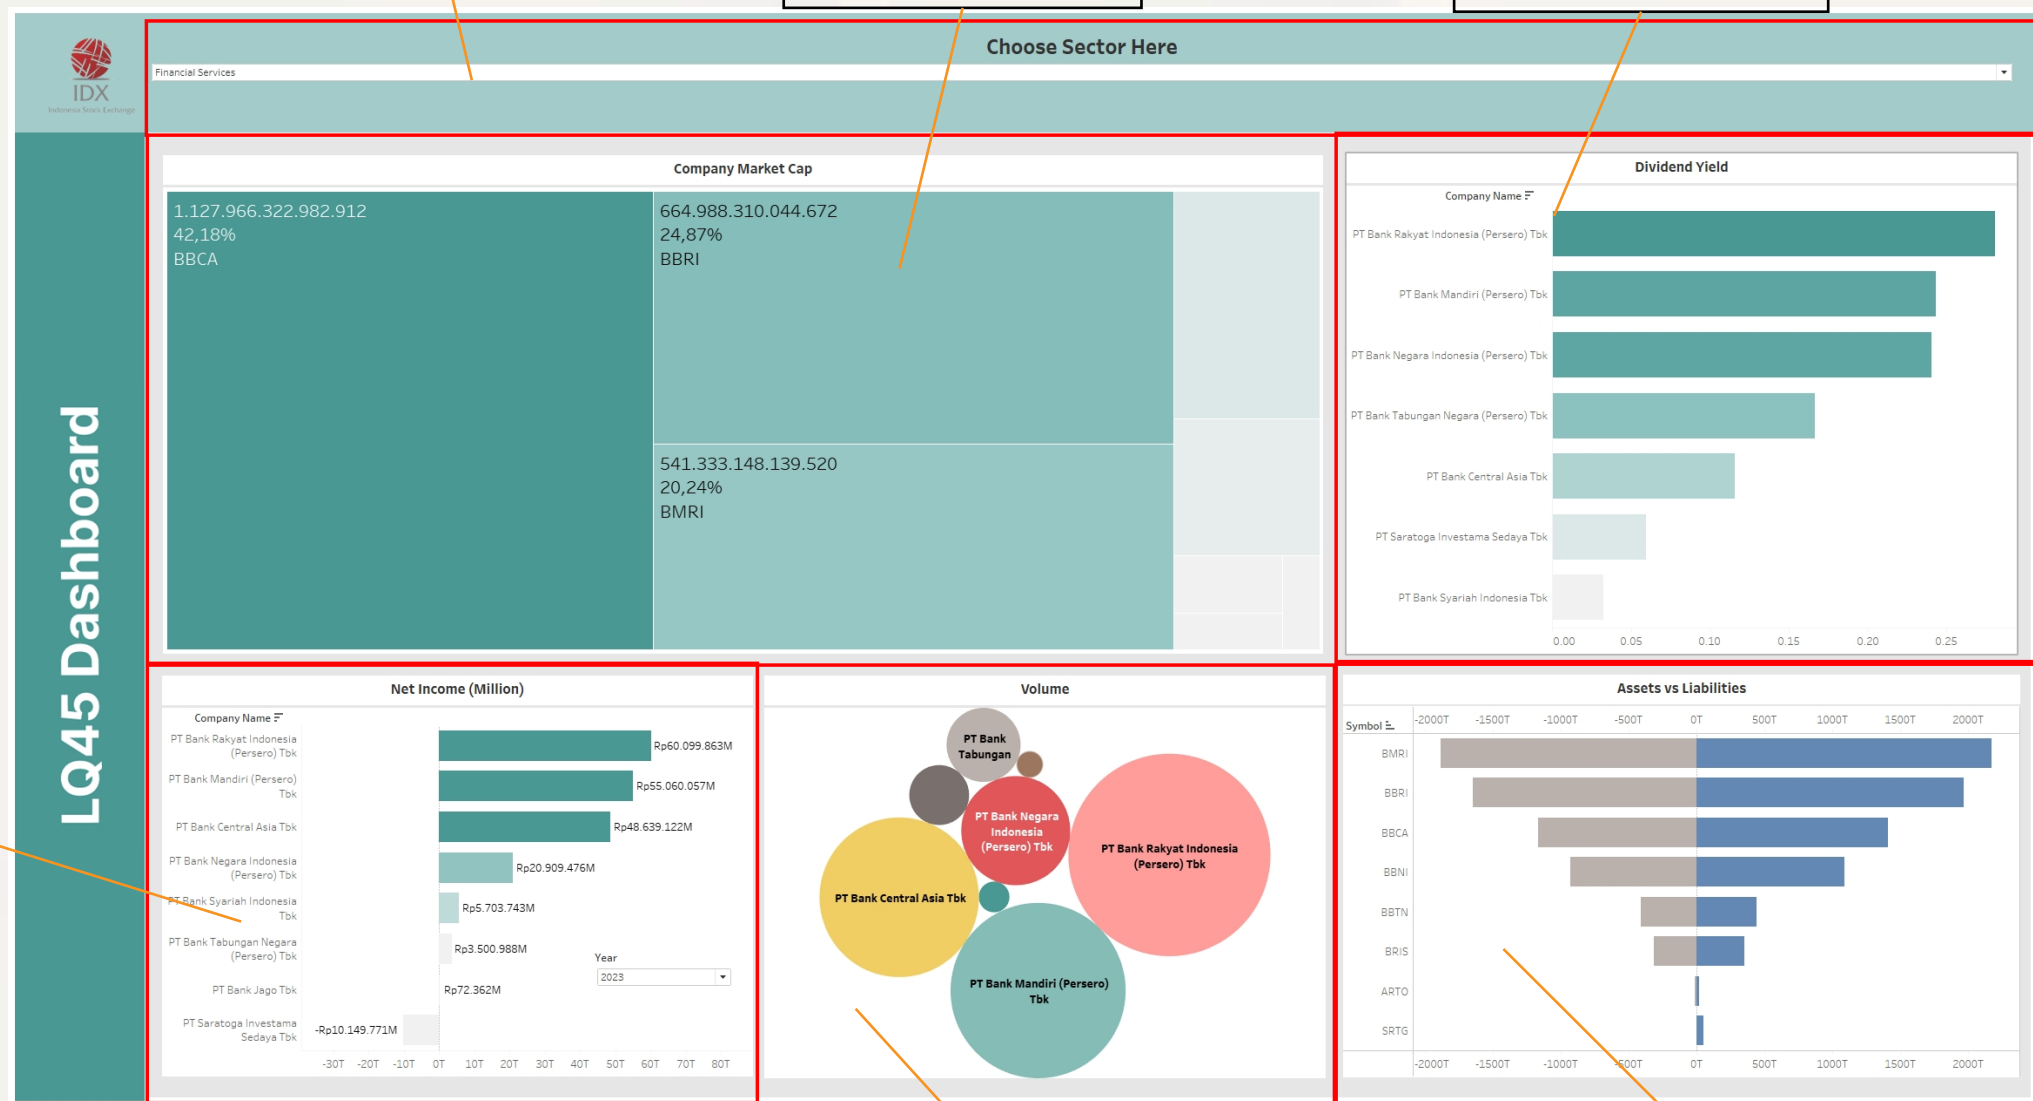 IDX
Indonesia Stock Exchange
LQ45 Dashboard
Choose Sector Here
Financial Services
Company Market Cap
1.127.966.322.982.912
42,18%
BBCA
664.988.310.044.672
24,87%
BBRI
541.333.148.139.520
20,24%
BMRI
Dividend Yield
Company Name
PT Bank Rakyat Indonesia (Persero) Tbk
PT Bank Mandiri (Persero) Tbk
PT Bank Negara Indonesia (Persero) Tbk
PT Bank Tabungan Negara (Persero) Tbk
PT Bank Central Asia Tbk
PT Saratoga Investama Sedaya Tbk
PT Bank Syariah Indonesia Tbk
0.00 0.05 0.10 0.15 0.20 0.25
Net Income (Million)
Company Name
PT Bank Rakyat Indonesia
(Persero) Tbk
Rp60.099.863M
PT Bank Mandiri (Persero)
Tbk
Rp55.060.057M
PT Bank Central Asia Tbk
Rp48.639.122M
PT Bank Negara Indonesia
(Persero) Tbk
Rp20.909.476M
PT Bank Syariah Indonesia
Tbk
Rp5.703.743M
PT Bank Tabungan Negara
(Persero) Tbk
Rp3.500.988M
PT Bank Jago Tbk
Rp72.362M
PT Saratoga Investama
Sedaya Tbk
-Rp10.149.771M
Year
2023
-30T -20T -10T 0T 10T 20T 30T 40T 50T 60T 70T 80T
Volume
PT Bank
Tabungan
PT Bank Negara
Indonesia
(Persero) Tbk
PT Bank Rakyat Indonesia
(Persero) Tbk
PT Bank Central Asia Tbk
PT Bank Mandiri (Persero)
Tbk
Assets vs Liabilities
Symbol
-2000T -1500T -1000T -500T 0T 500T 1000T 1500T 2000T
BMRI
BBRI
BBCA
BBNI
BBTN
BRIS
ARTO
SRTG
-2000T -1500T -1000T -500T 0T 500T 1000T 1500T 2000T